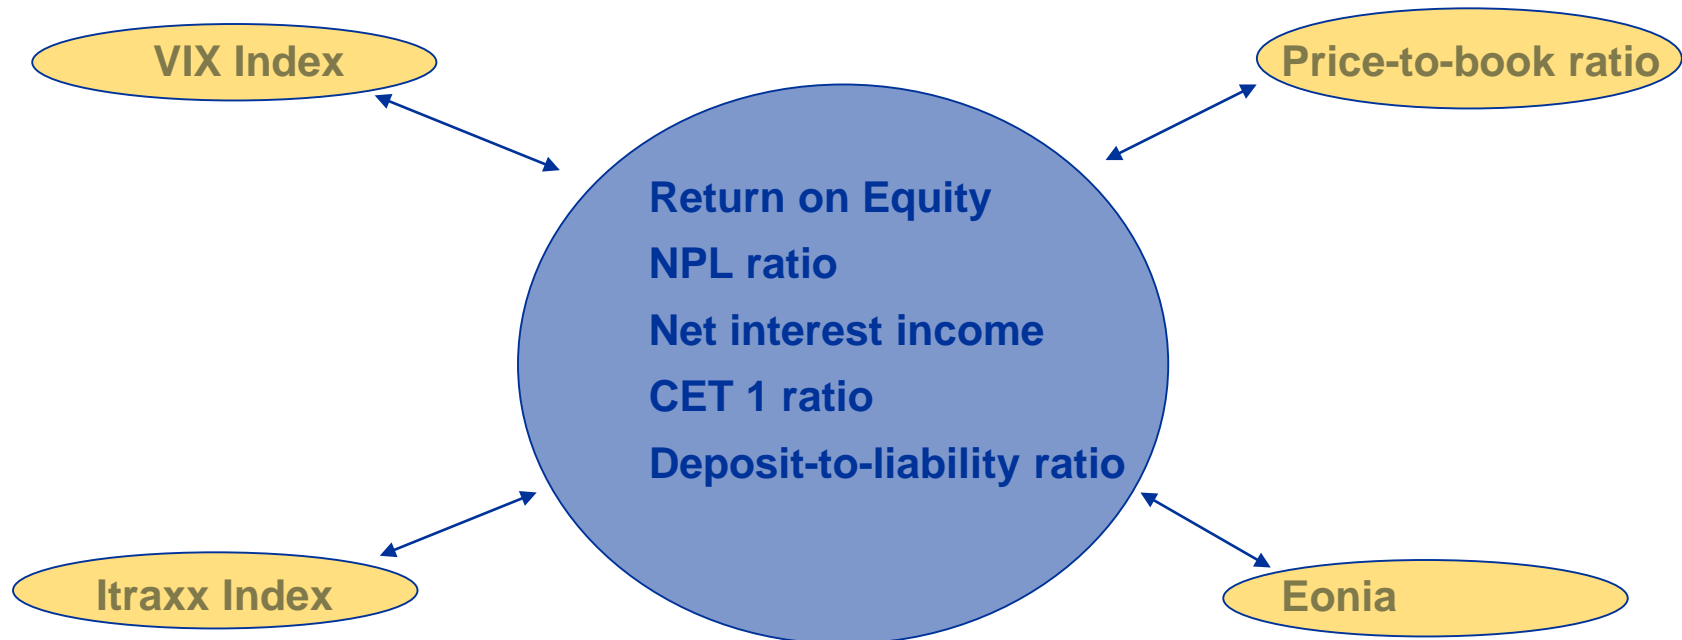 VIX Index
Price-to-book ratio
Return on Equity
NPL ratio
Net interest income
CET 1 ratio
Deposit-to-liability ratio
Itraxx Index
Eonia